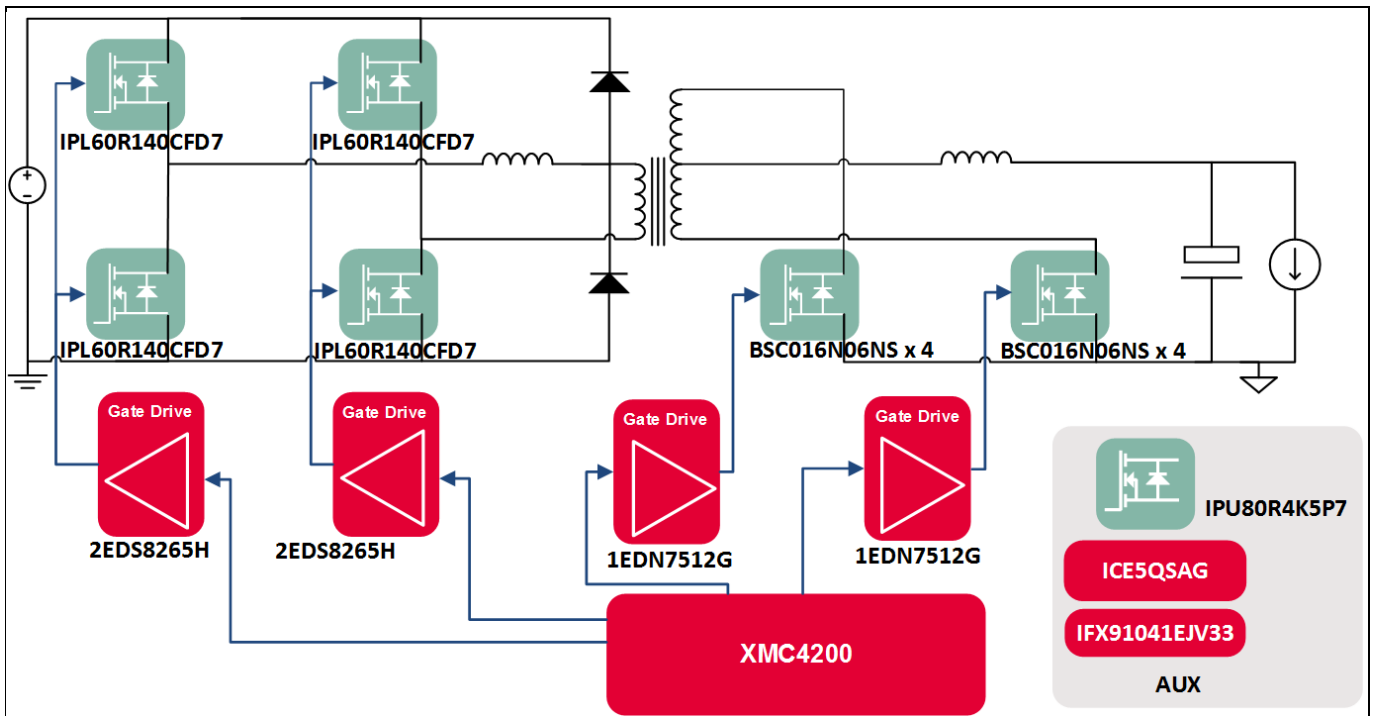 +
-
IPL60R140CFD7
IPL60R140CFD7
IPL60R140CFD7
IPL60R140CFD7
BSC016N06NS x 4
BSC016N06NS x 4
Gate Drive
Gate Drive
Gate Drive
Gate Drive
2EDS8265H
2EDS8265H
1EDN7512G
1EDN7512G
XMC4200
IPU80R4K5P7
ICE5QSAG
IFX91041EJV33
AUX